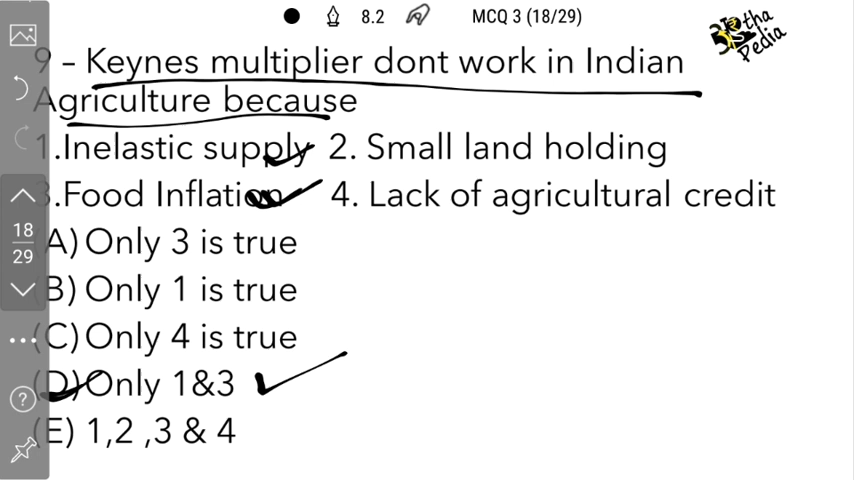 8.2 MCQ 3 (18/29)
Artha
Pedia
9 – Keynes multiplier dont work in Indian
Agriculture because
1.Inelastic supply 2. Small land holding
3.Food Inflation 4. Lack of agricultural credit
18
29
(A) Only 3 is true
(B) Only 1 is true
(C) Only 4 is true
(D) Only 1&3
(E) 1,2 ,3 & 4